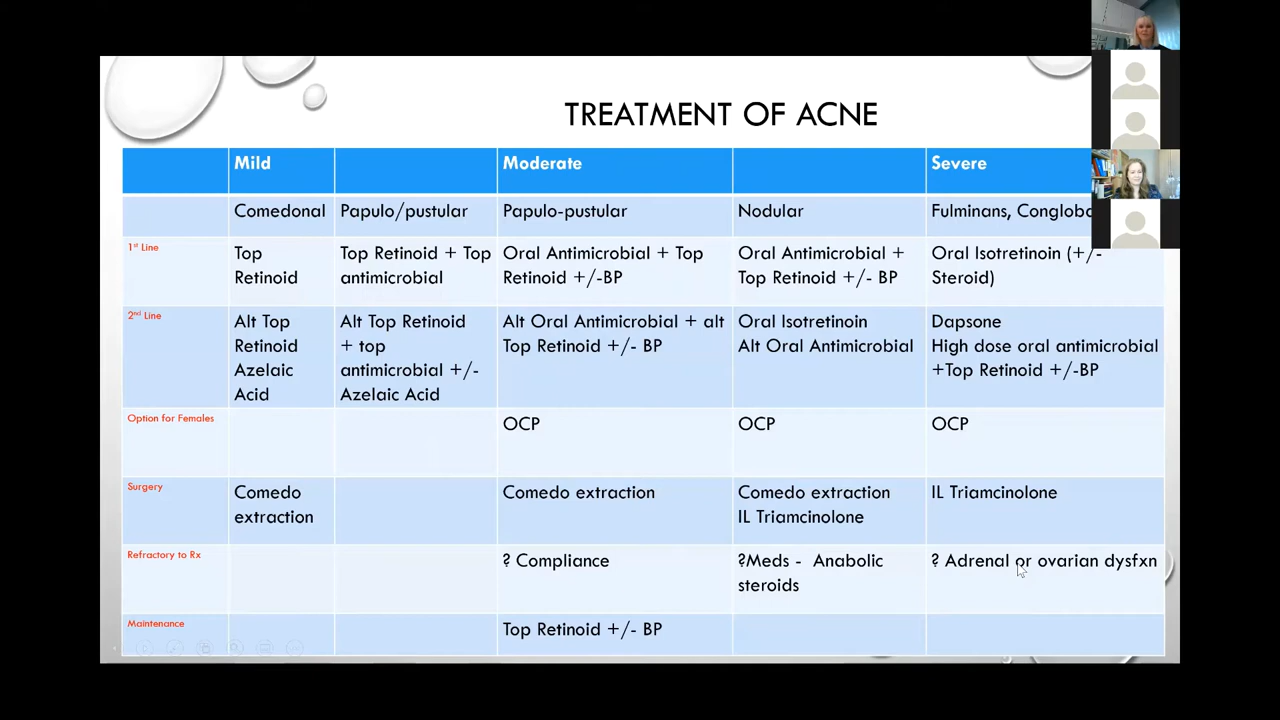 TREATMENT OF ACNE
Mild
Moderate
Severe
Comedonal
Papulo/pustular
Papulo-pustular
Nodular
Fulminans,
1st Line
Top
Retinoid
Top Retinoid + Top
antimicrobial
Oral Antimicrobial + Top
Retinoid +/-BP
Oral Antimicrobial +
Top Retinoid +/- BP
Oral Isotretinoin (+/-
Steroid)
2nd Line
Alt Top
Retinoid
Azelaic
Acid
Alt Top Retinoid
+ top
antimicrobial +/-
Azelaic Acid
Alt Oral Antimicrobial + alt
Top Retinoid +/- BP
Oral Isotretinoin
Alt Oral Antimicrobial
Dapsone
High dose oral antimicrobial
+Top Retinoid +/-BP
Option for Females
OCP
OCP
OCP
Surgery
Comedo
extraction
Comedo extraction
Comedo extraction
IL Triamcinolone
IL Triamcinolone
Refractory to Rx
? Compliance
?Meds - Anabolic
steroids
? Adrenal or ovarian dysfxn
Maintenance
Top Retinoid +/- BP